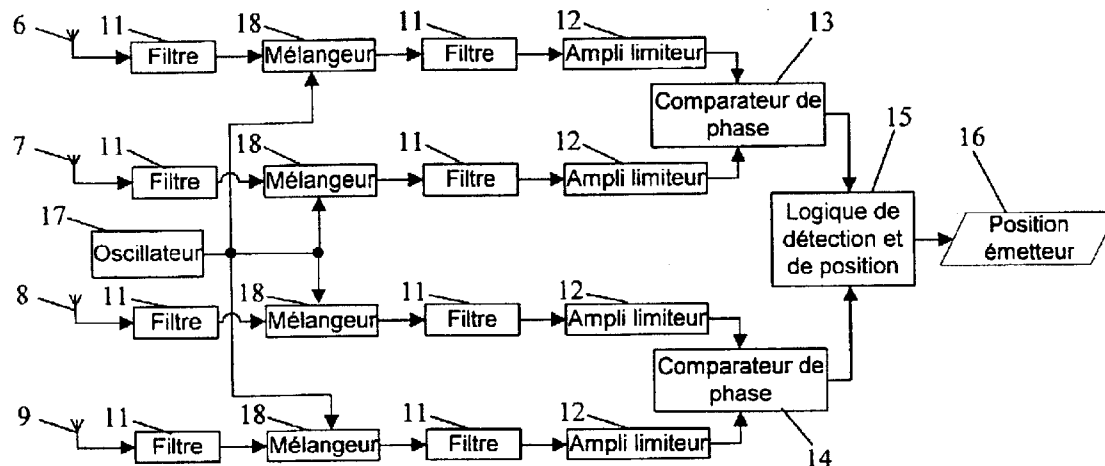 6 11 18 11 12 13
Filtre Mélangeur Filtre Ampli limiteur
Comparateur de
phase
7 11 18 11 12 15 16
Filtre Mélangeur Filtre Ampli limiteur
17
Oscillateur
Logique de
détection et
de position
Position
émetteur
8 11 18 11 12
Filtre Mélangeur Filtre Ampli limiteur
Comparateur de
phase
9 11 18 11 12 14
Filtre Mélangeur Filtre Ampli limiteur